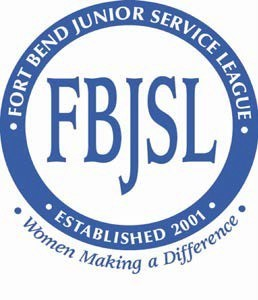 • FORT BEND JUNIOR SERVICE LEAGUE •
FBJSL
ESTABLISHED 2001
• Women Making a Difference •